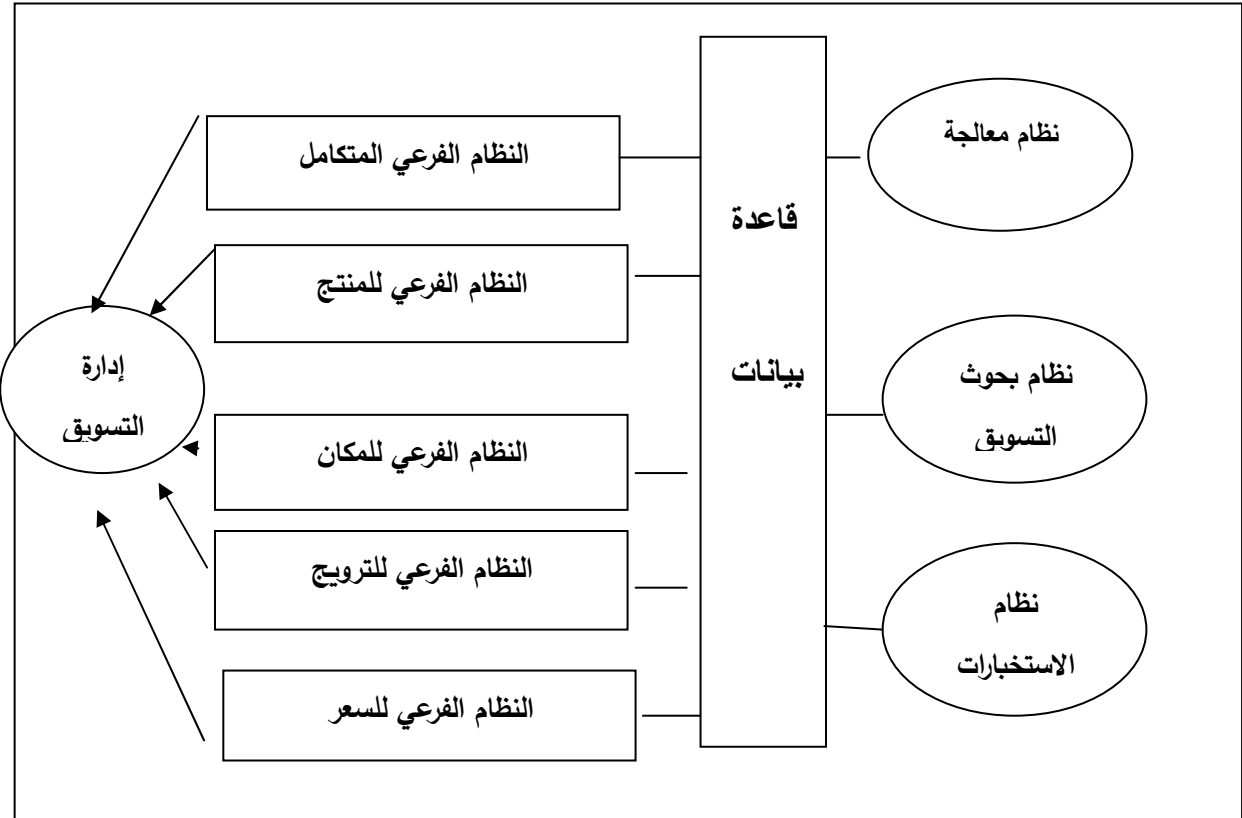 نظام معالجة
النظام الفرعي المتكامل
قاعدة
بيانات
النظام الفرعي للمنتج
نظام بحوث
التسويق
إدارة
التسويق
النظام الفرعي للمكان
النظام الفرعي للترويج
نظام
الاستخبارات
النظام الفرعي للسعر